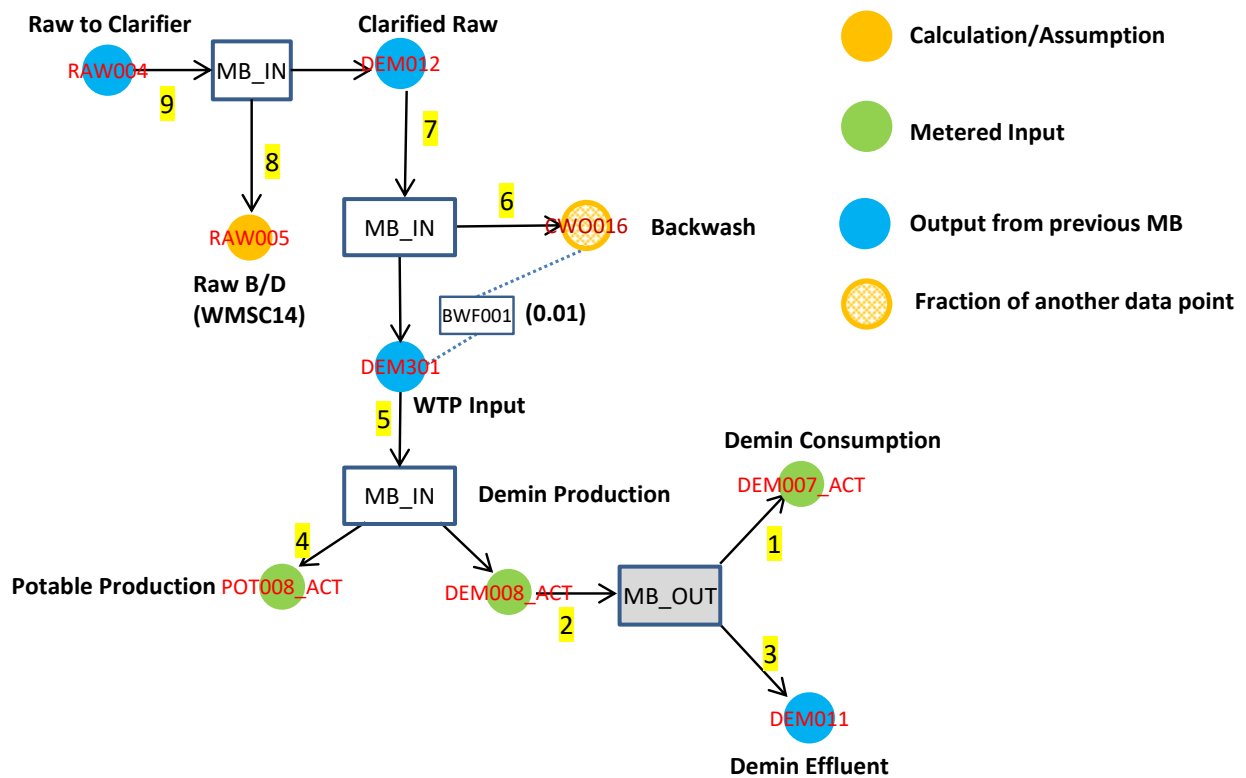 Raw to Clarifier
Clarified Raw
Calculation/Assumption
RAW004
MB_IN
DEM012
9
7
Metered Input
8
6
RAW005
MB_IN
CWO016
Backwash
Output from previous MB
Raw B/D
(WMSC14)
BWF001
(0.01)
Fraction of another data point
DEM301
WTP Input
5
Demin Consumption
MB_IN
Demin Production
DEM007_ACT
4
1
Potable Production
POT008_ACT
DEM008_ACT
MB_OUT
2
3
DEM011
Demin Effluent